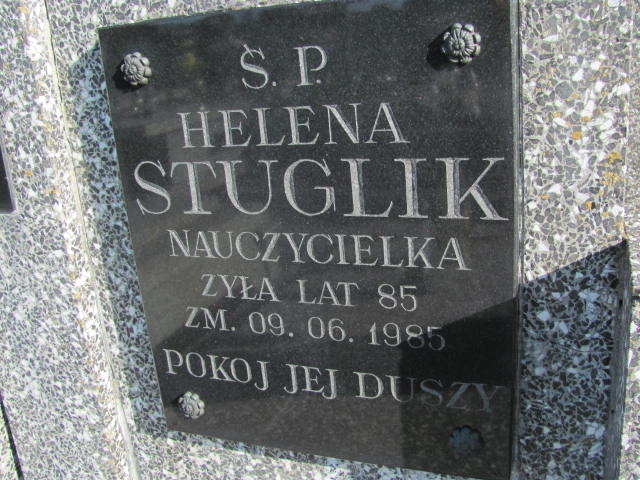 Ś. P.
HELENA
STUGLIK
NAUCZYCIELKA
ŻYŁA LAT 85
ZM. 09. 06. 1985
POKÓJ JEJ DUSZY